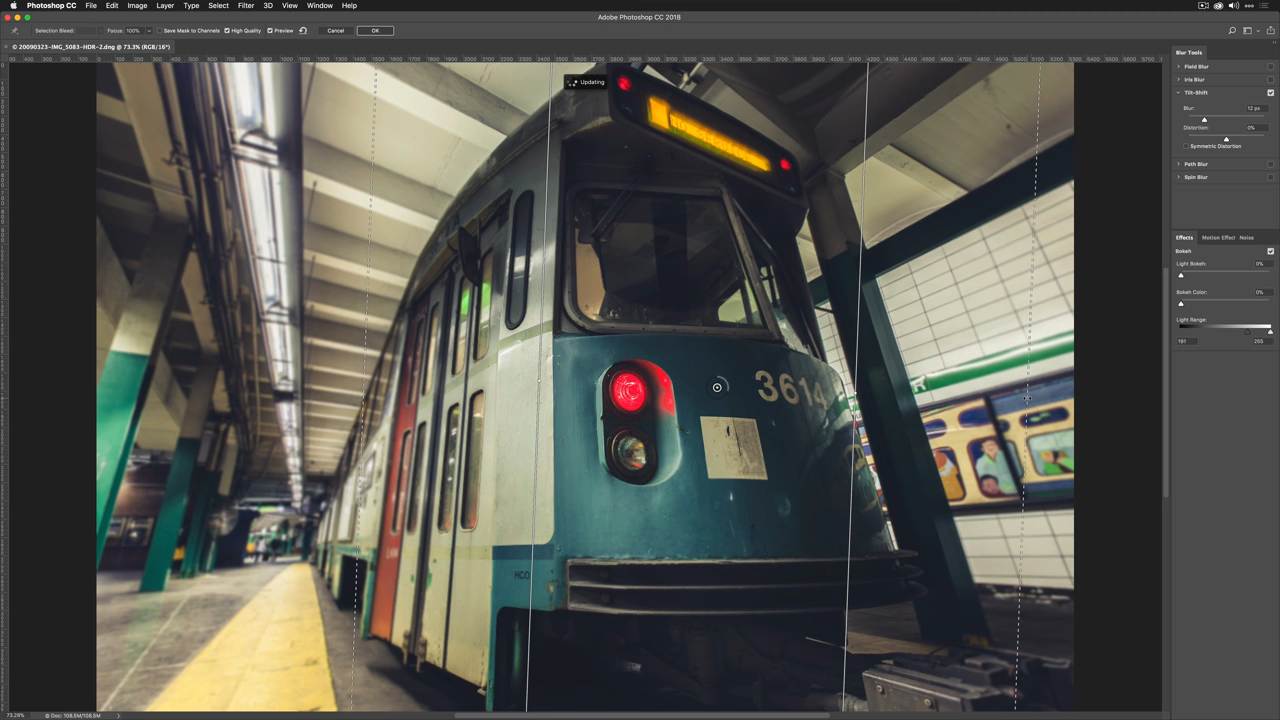 Photoshop CC File Edit Image Layer Type Select Filter 3D View Window Help
Adobe Photoshop CC 2018
Selection Bleed: Focus: 100% Save Mask to Channels High Quality Preview Cancel OK
× © 20090323-IMG_5083-HDR-2.dng @ 73.3% (RGB/16*)
Updating
3614
HCO
Blur Tools
Field Blur
Iris Blur
Tilt-Shift
Blur: 12 px
Distortion: 0%
Symmetric Distortion
Path Blur
Spin Blur
Effects Motion Effect Noise
Bokeh
Light Bokeh: 0%
Bokeh Color: 0%
Light Range:
191 255
73.28% Doc: 108.5M/108.5M